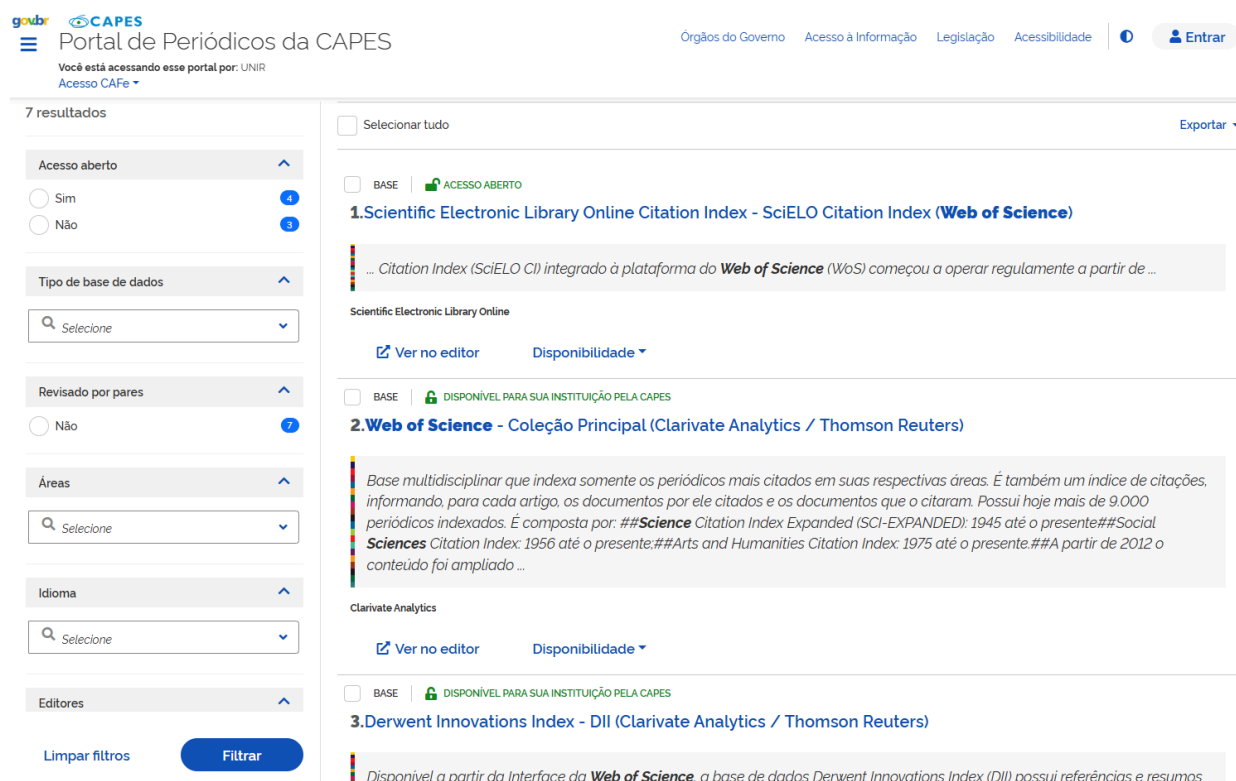 gov.br CAPES
Portal de Periódicos da CAPES
Órgãos do Governo Acesso à Informação Legislação Acessibilidade Entrar
Você está acessando esse portal por: UNIR
Acesso CAFe
7 resultados
Acesso aberto
Sim 4
Não 3
Tipo de base de dados
Selecione
Revisado por pares
Não 7
Áreas
Selecione
Idioma
Selecione
Editores
Limpar filtros Filtrar
Selecionar tudo Exportar
BASE ACESSO ABERTO
1.Scientific Electronic Library Online Citation Index - SciELO Citation Index (Web of Science)
... Citation Index (SciELO CI) integrado à plataforma do Web of Science (WoS) começou a operar regulamente a partir de ...
Scientific Electronic Library Online
Ver no editor Disponibilidade
BASE DISPONÍVEL PARA SUA INSTITUIÇÃO PELA CAPES
2.Web of Science - Coleção Principal (Clarivate Analytics / Thomson Reuters)
Base multidisciplinar que indexa somente os periódicos mais citados em suas respectivas áreas. É também um índice de citações,
informando, para cada artigo, os documentos por ele citados e os documentos que o citaram. Possui hoje mais de 9.000
periódicos indexados. É composta por: ##Science Citation Index Expanded (SCI-EXPANDED): 1945 até o presente##Social
Sciences Citation Index: 1956 até o presente;##Arts and Humanities Citation Index: 1975 até o presente.##A partir de 2012 o
conteúdo foi ampliado ...
Clarivate Analytics
Ver no editor Disponibilidade
BASE DISPONÍVEL PARA SUA INSTITUIÇÃO PELA CAPES
3.Derwent Innovations Index - DII (Clarivate Analytics / Thomson Reuters)
Disponível a partir da Interface da Web of Science, a base de dados Derwent Innovations Index (DII) possui referências e resumos